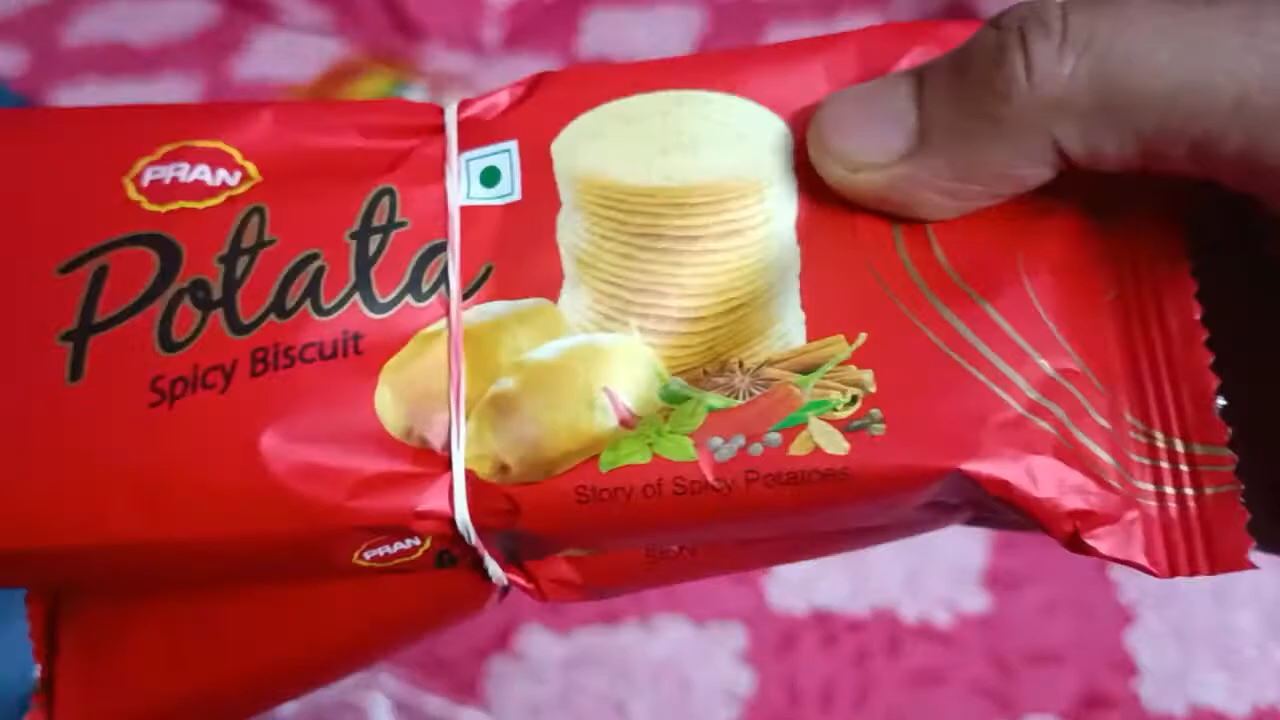 PRAN
Potata
Spicy Biscuit
Story of Spicy Potatoes
PRAN